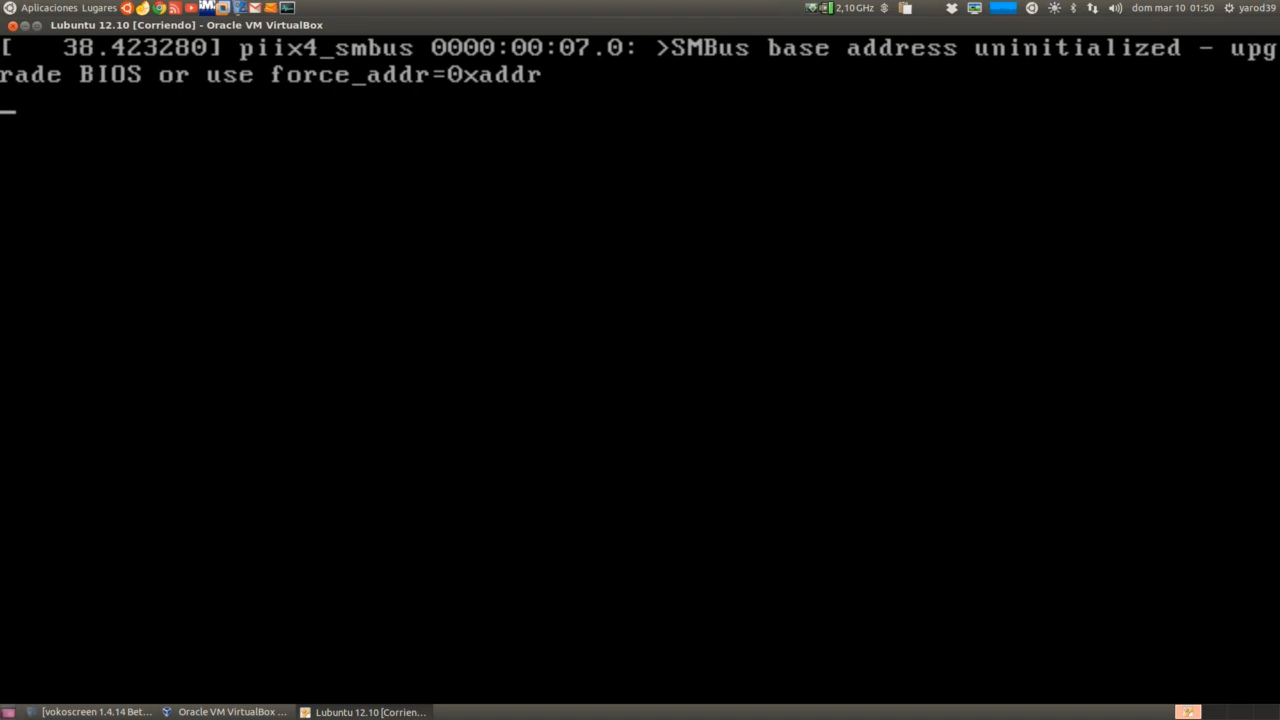 Aplicaciones Lugares
2,10GHz
dom mar 10 01:50
yarod39
Lubuntu 12.10 [Corriendo] - Oracle VM VirtualBox
[   38.423280] piix4_smbus 0000:00:07.0: >SMBus base address uninitialized - upg
rade BIOS or use force_addr=0xaddr
[vokoscreen 1.4.14 Bet...
Oracle VM VirtualBox ...
Lubuntu 12.10 [Corrien...